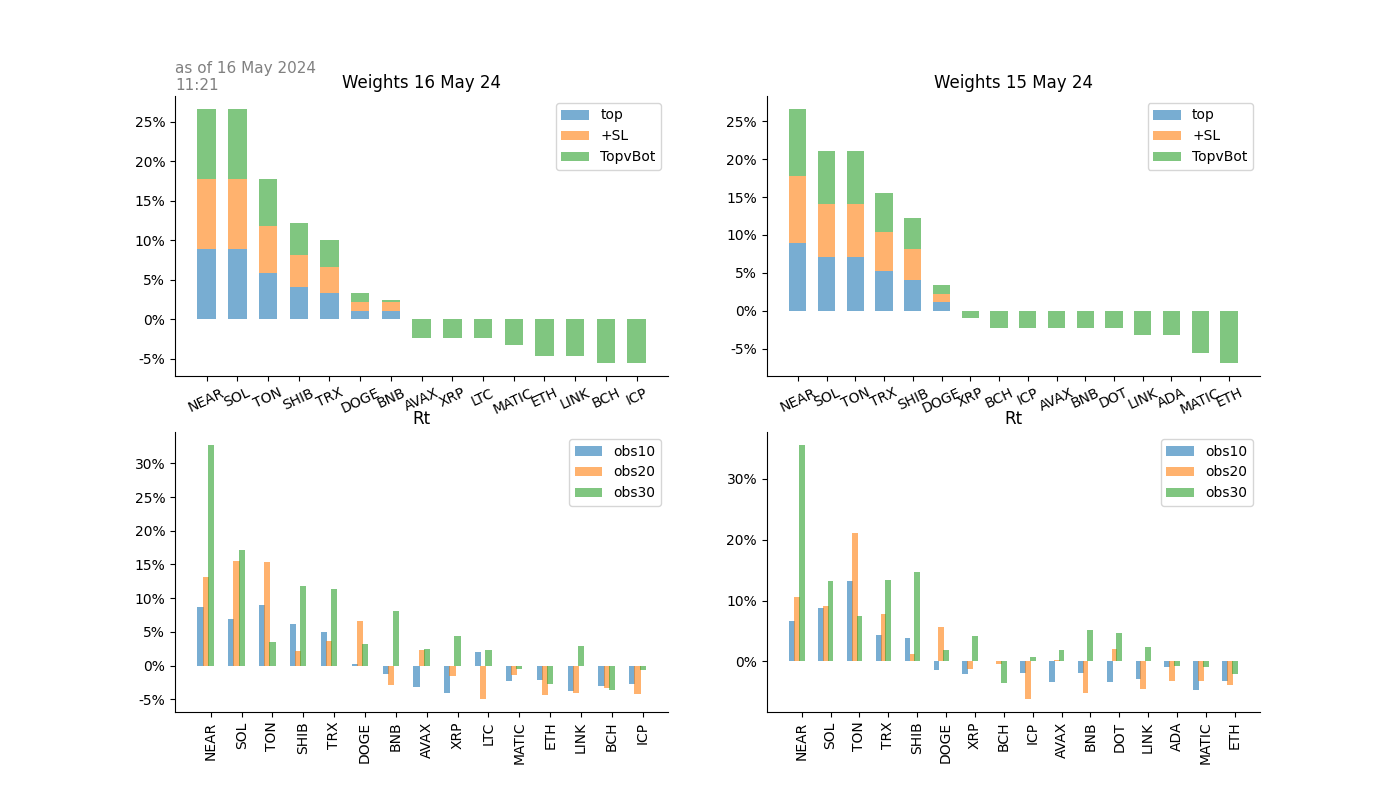 as of 16 May 2024
11:21
Weights 16 May 24
25%
20%
15%
10%
5%
0%
-5%
top
+SL
TopvBot
NEAR SOL TON SHIB TRX DOGE BNB AVAX XRP LTC MATIC ETH LINK BCH ICP
Weights 15 May 24
25%
20%
15%
10%
5%
0%
-5%
top
+SL
TopvBot
NEAR SOL TON TRX SHIB DOGE XRP BCH ICP AVAX BNB DOT LINK ADA MATIC ETH
Rt
30%
25%
20%
15%
10%
5%
0%
-5%
obs10
obs20
obs30
NEAR SOL TON SHIB TRX DOGE BNB AVAX XRP LTC MATIC ETH LINK BCH ICP
Rt
30%
20%
10%
0%
obs10
obs20
obs30
NEAR SOL TON TRX SHIB DOGE XRP BCH ICP AVAX BNB DOT LINK ADA MATIC ETH